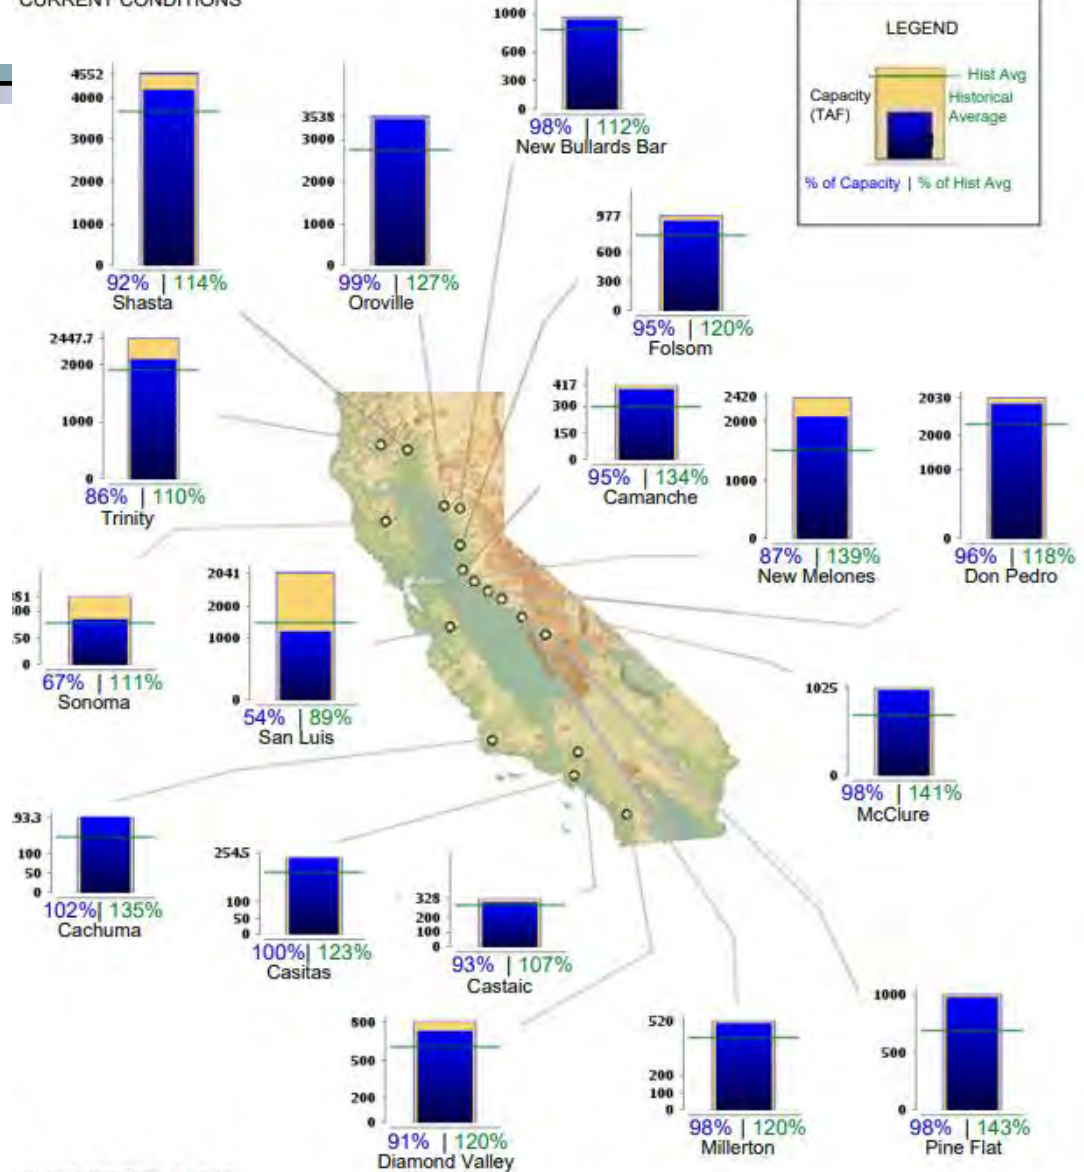 CURRENT CONDITIONS
LEGEND
Hist Avg
Capacity
(TAF)
Historical
Average
% of Capacity | % of Hist Avg
1000
600
300
0
98% | 112%
New Bullards Bar
4552
4000
3000
2000
1000
0
92% | 114%
Shasta
3538
3000
2000
1000
0
99% | 127%
Oroville
977
600
300
0
95% | 120%
Folsom
2447.7
2000
1000
0
86% | 110%
Trinity
417
300
150
0
95% | 134%
Camanche
2420
2000
1000
0
87% | 139%
New Melones
2030
2000
1000
0
96% | 118%
Don Pedro
0
67% | 111%
Sonoma
2041
2000
1000
0
54% | 89%
San Luis
1025
0
98% | 141%
McClure
93.3
100
50
0
102%| 135%
Cachuma
254.5
100
50
0
100%| 123%
Casitas
328
200
100
0
93% | 107%
Castaic
800
500
200
0
91% | 120%
Diamond Valley
520
200
100
0
98% | 120%
Millerton
1000
500
0
98% | 143%
Pine Flat